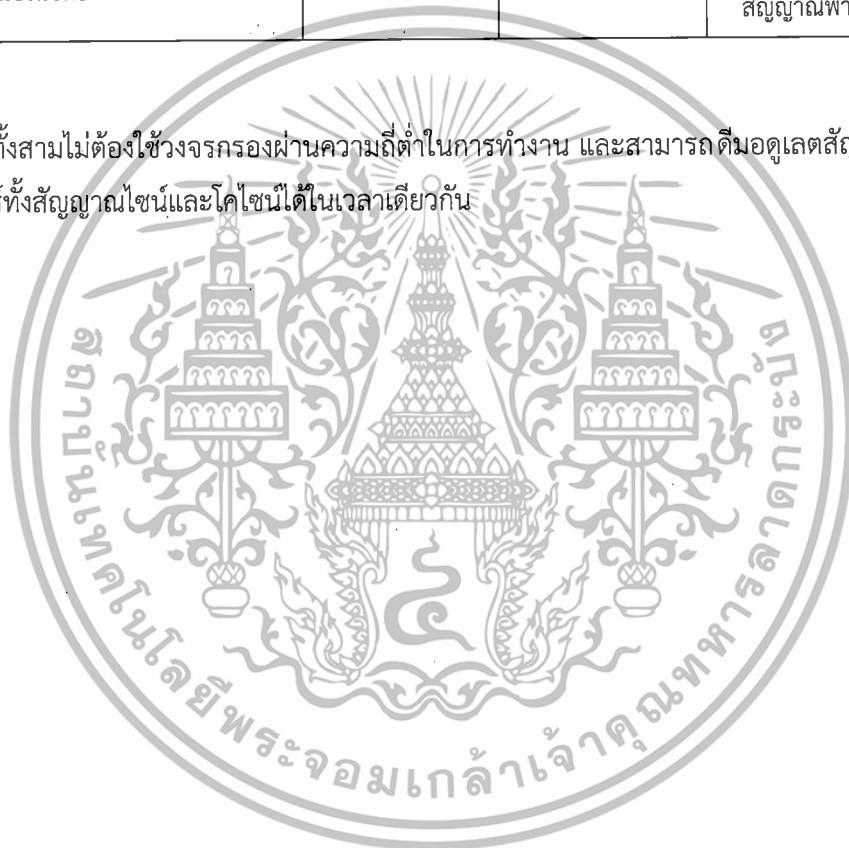 สัญญาณพา
ทั้งสามไม่ต้องใช้วงจรกรองผ่านความถี่ต่ำในการทำงาน และสามารถดีมอดูเลตสัญ
ทั้งสัญญาณไซน์และโคไซน์ได้ในเวลาเดียวกัน
สถาบันเทคโนโลยีพระจอมเกล้าเจ้าคุณทหารลาดกระบัง